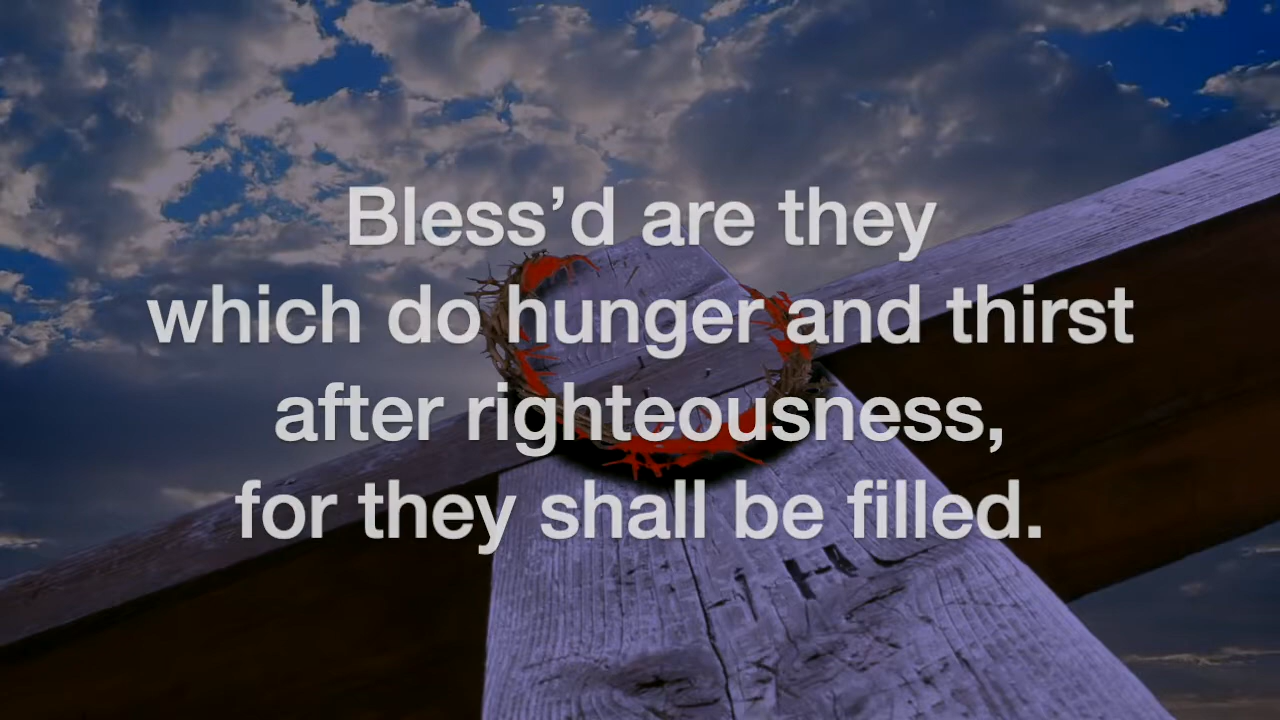 Bless’d are they
which do hunger and thirst
after righteousness,
for they shall be filled.